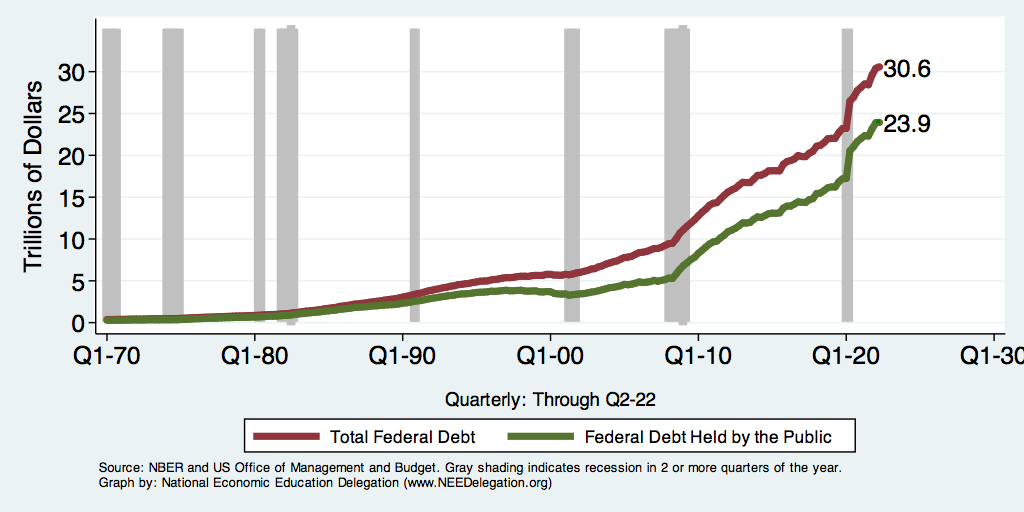 Trillions of Dollars
30
25
20
15
10
5
0
30.6
23.9
Q1-70 Q1-80 Q1-90 Q1-00 Q1-10 Q1-20 Q1-30
Quarterly: Through Q2-22
Total Federal Debt Federal Debt Held by the Public
Source: NBER and US Office of Management and Budget. Gray shading indicates recession in 2 or more quarters of the year.
Graph by: National Economic Education Delegation (www.NEEDelegation.org)